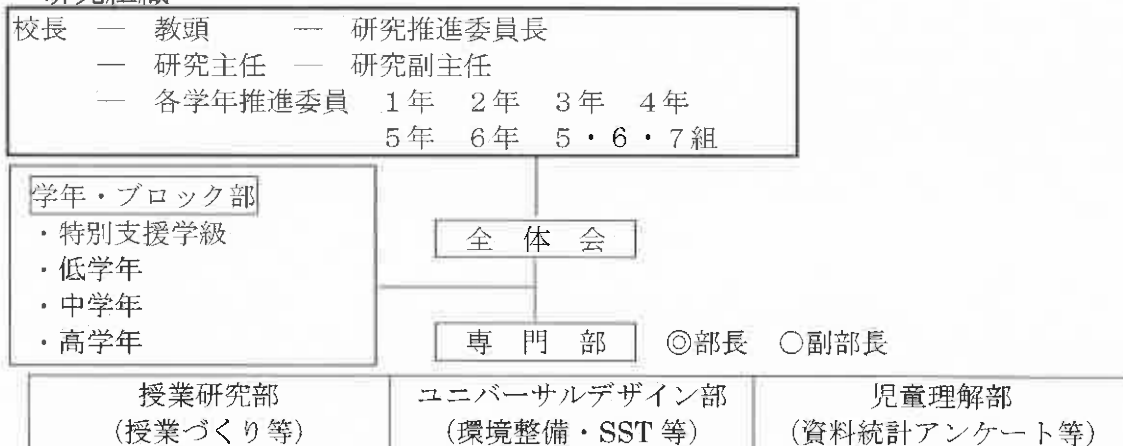 研究組織
校長 ― 教頭 ― 研究推進委員長
― 研究主任 ― 研究副主任
― 各学年推進委員 1年 2年 3年 4年
5年 6年 5・6・7組
学年・ブロック部
・特別支援学級
・低学年
・中学年
・高学年
全 体 会
専 門 部 ◎部長 ○副部長
授業研究部 ユニバーサルデザイン部 児童理解部
(授業づくり等) (環境整備・SST 等) (資料統計アンケート等)